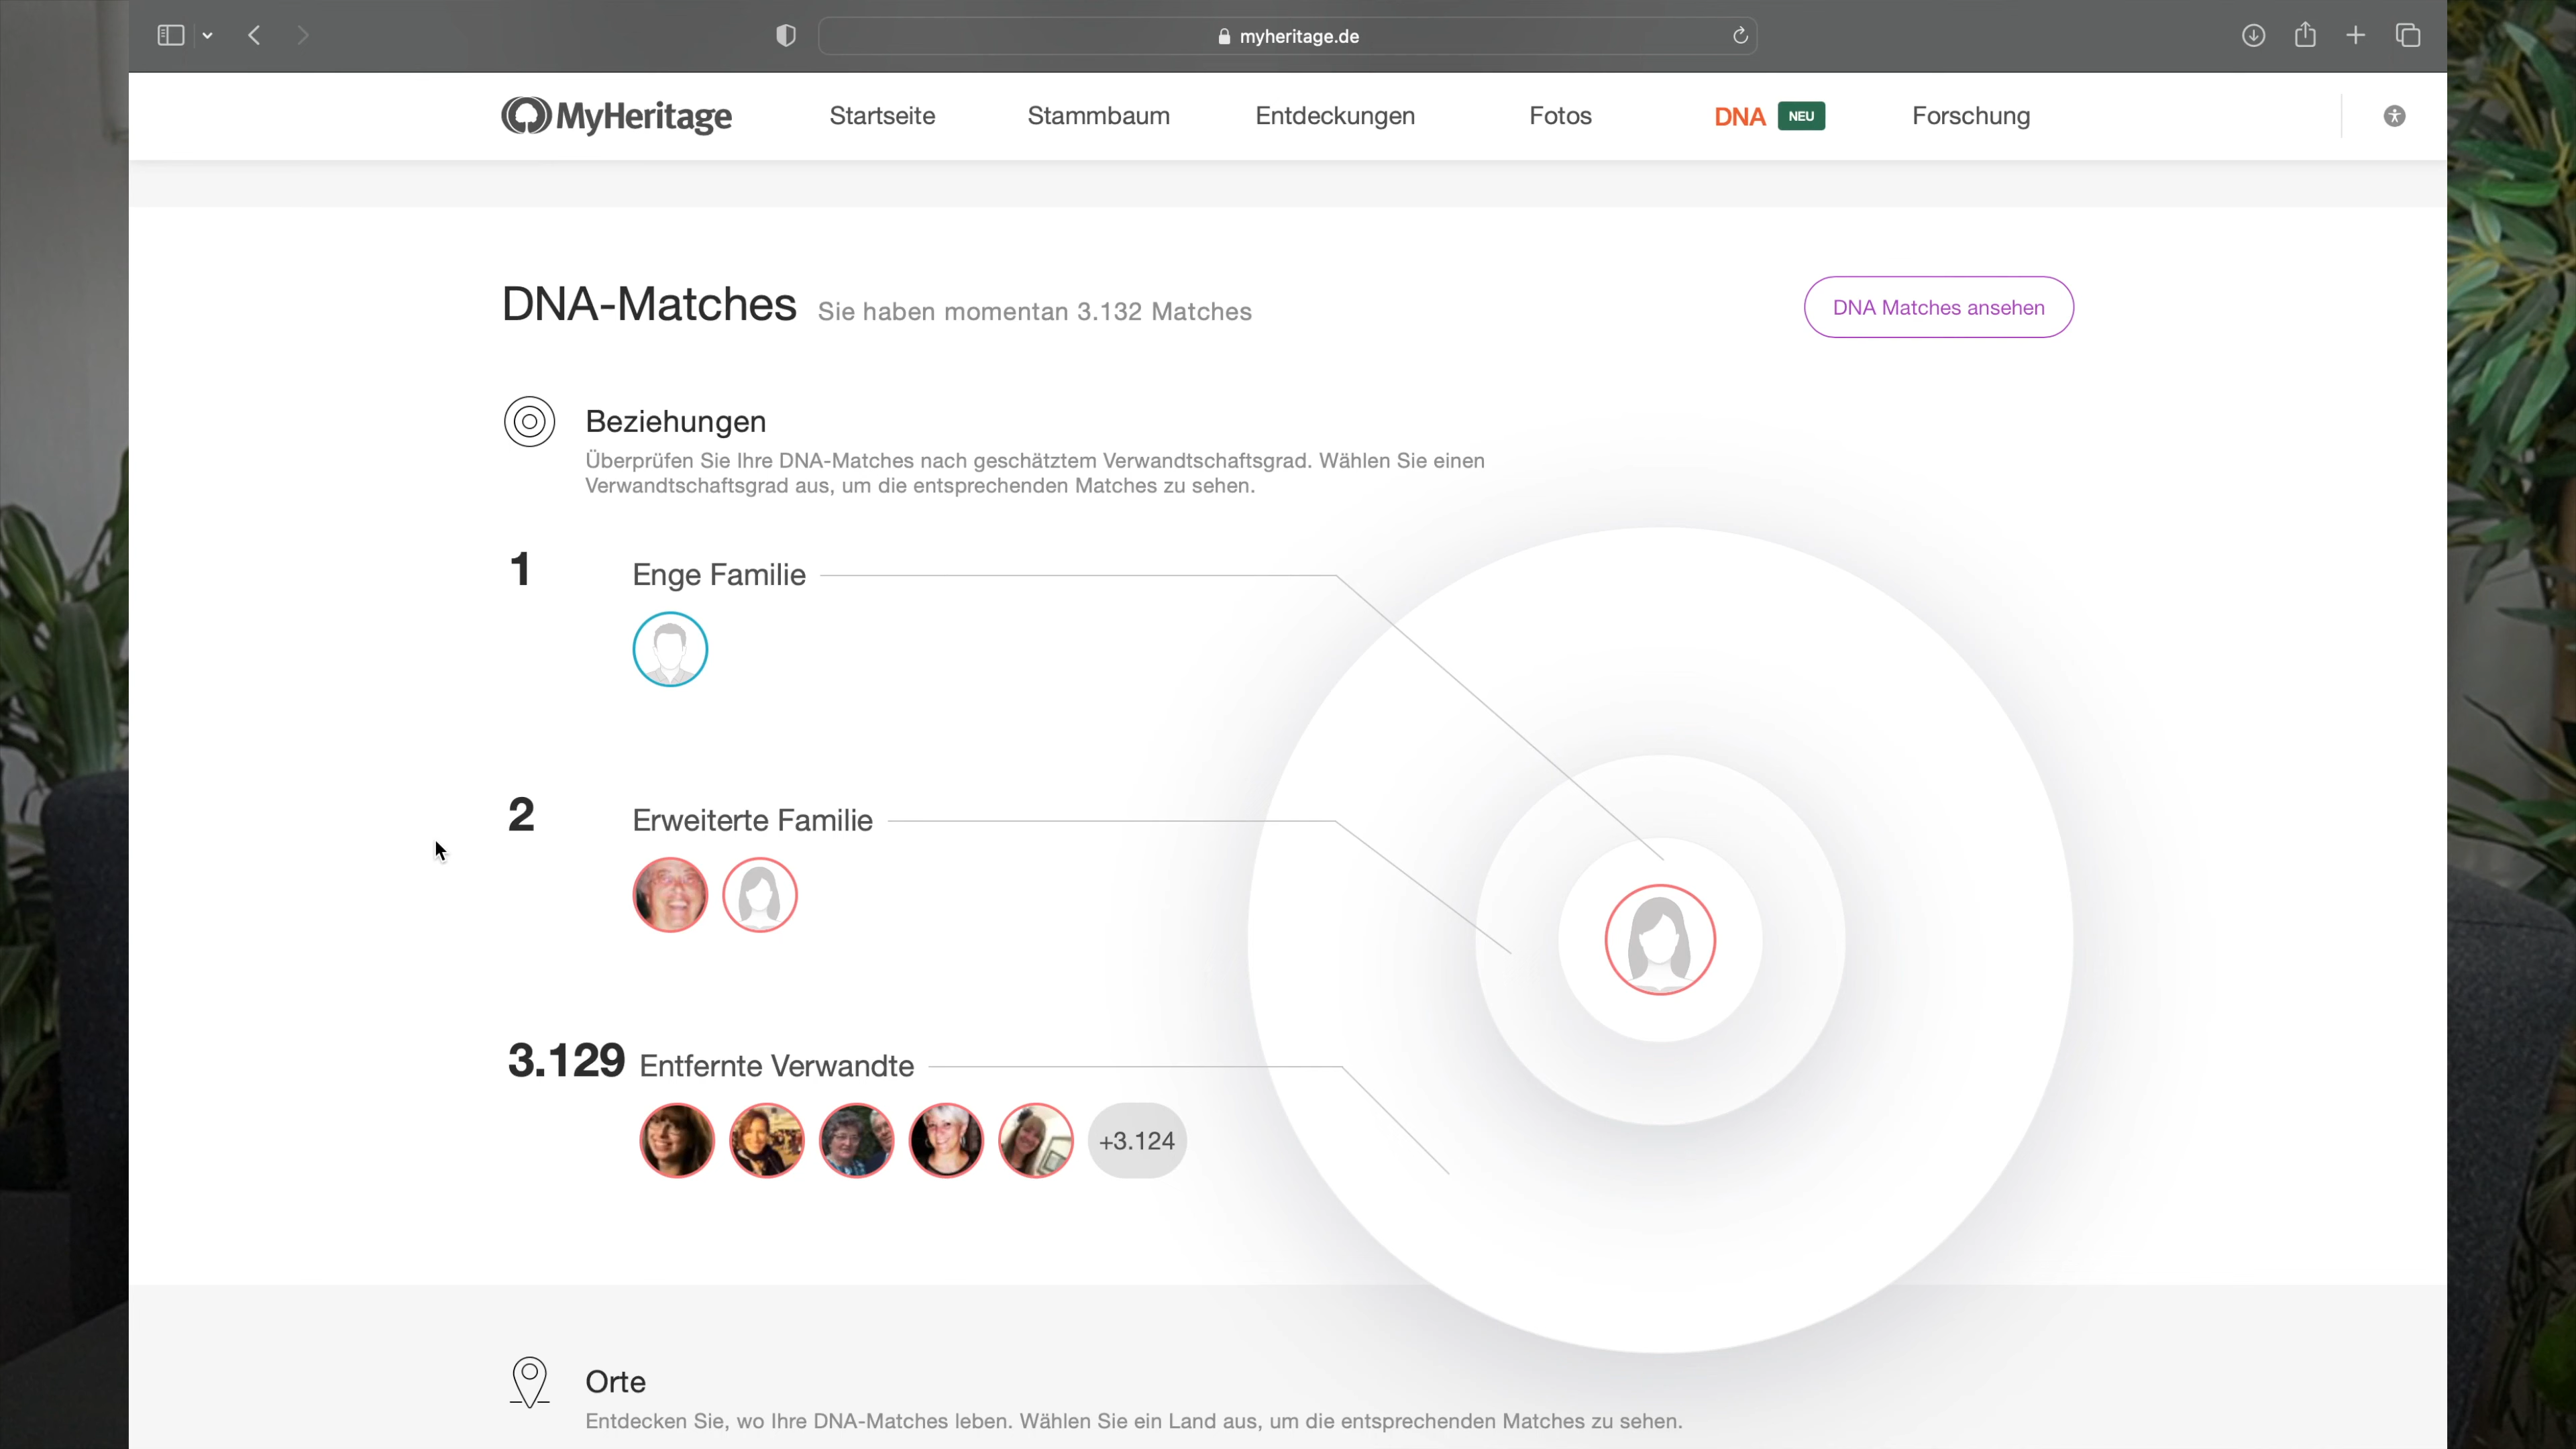 myheritage.de
MyHeritage
Startseite
Stammbaum
Entdeckungen
Fotos
DNA NEU
Forschung
DNA-Matches Sie haben momentan 3.132 Matches
DNA Matches ansehen
Beziehungen
Überprüfen Sie Ihre DNA-Matches nach geschätztem Verwandtschaftsgrad. Wählen Sie einen
Verwandtschaftsgrad aus, um die entsprechenden Matches zu sehen.
1 Enge Familie
2 Erweiterte Familie
3.129 Entfernte Verwandte
+3.124
Orte
Entdecken Sie, wo Ihre DNA-Matches leben. Wählen Sie ein Land aus, um die entsprechenden Matches zu sehen.